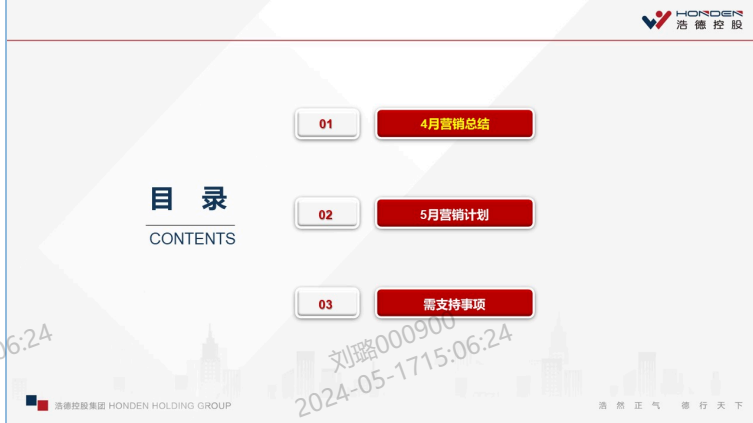 HONDEN
浩德控股
目 录
CONTENTS
01
4月营销总结
02
5月营销计划
03
需支持事项
06:24
刘璐000900
2024-05-1715:06:24
浩德控股集团 HONDEN HOLDING GROUP
浩然正气 德行天下